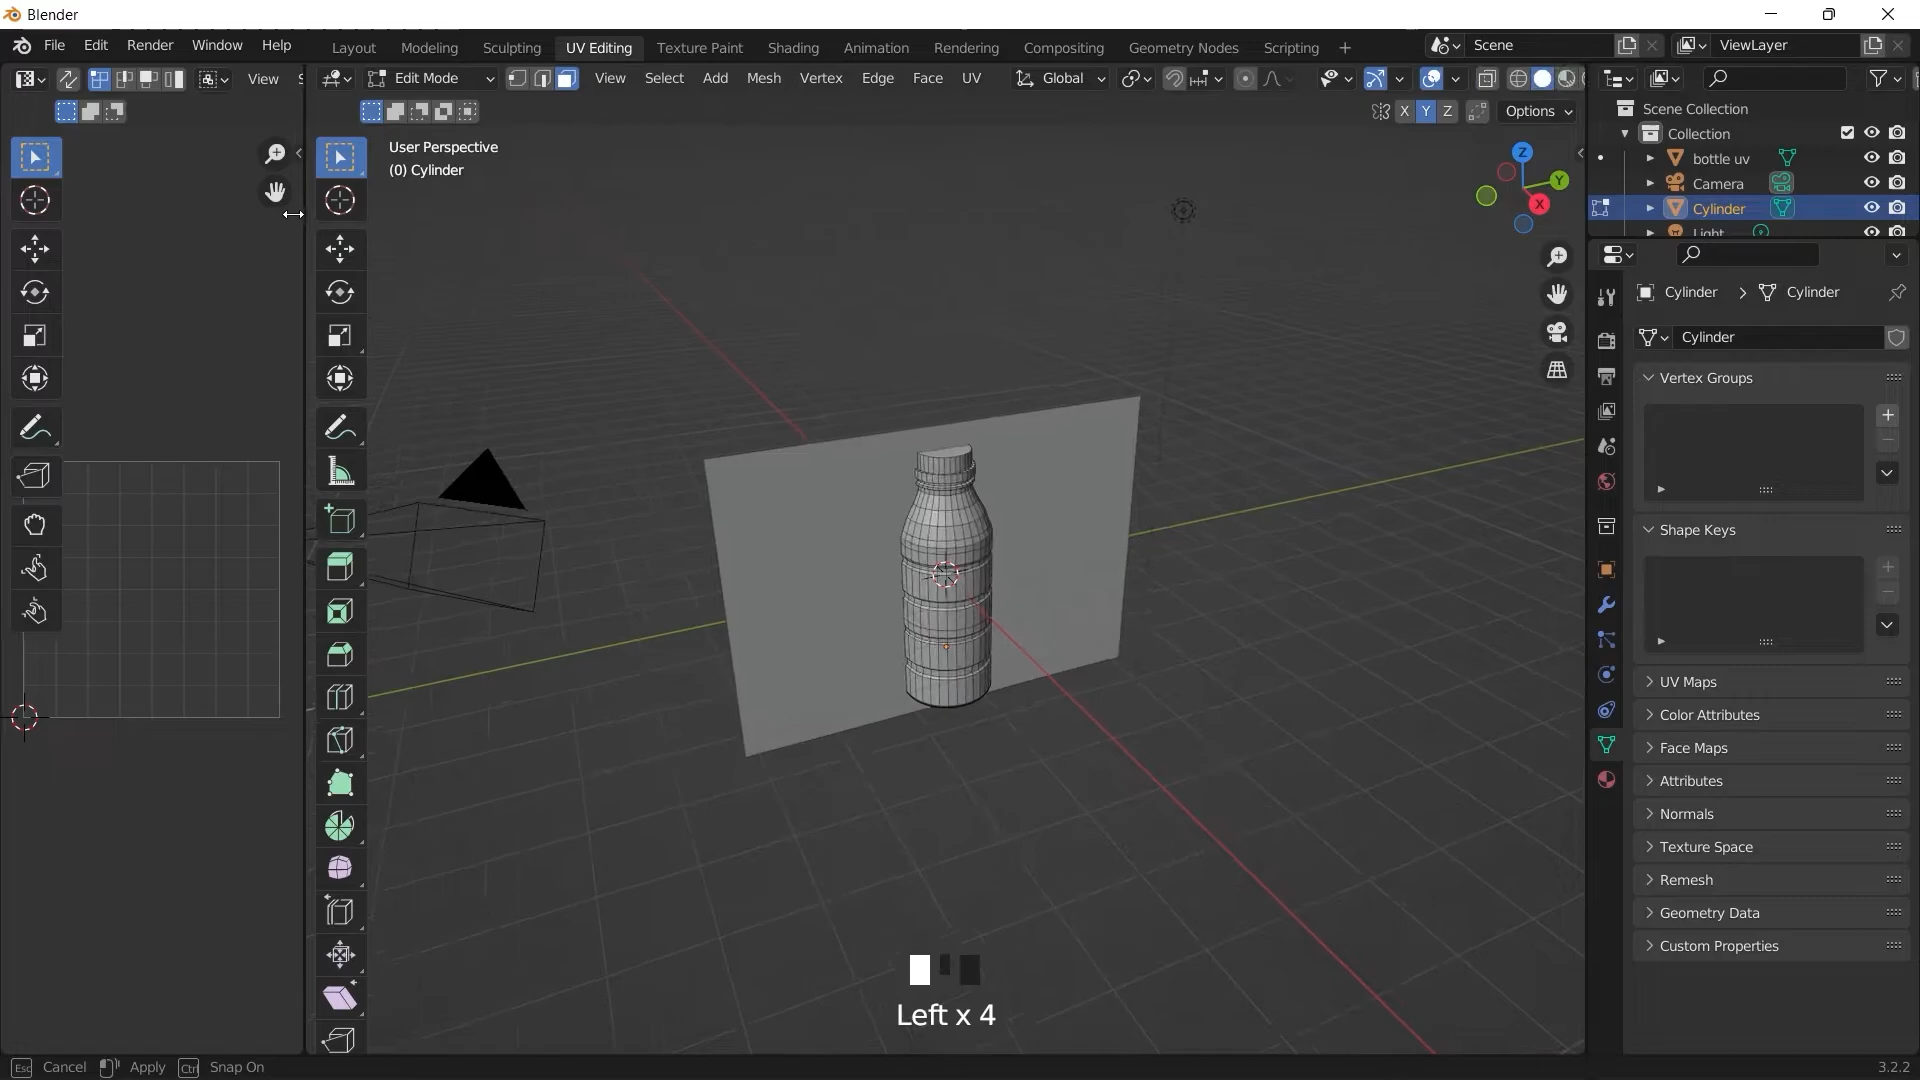 Blender
File Edit Render Window Help
Layout Modeling Sculpting UV Editing Texture Paint Shading Animation Rendering Compositing Geometry Nodes Scripting
Scene
ViewLayer
View
Edit Mode
View Select Add Mesh Vertex Edge Face UV
Global
X Y Z
Options
User Perspective
(0) Cylinder
Z
Y
X
Scene Collection
Collection
bottle uv
Camera
Cylinder
Light
Cylinder Cylinder
Cylinder
Vertex Groups
Shape Keys
UV Maps
Color Attributes
Face Maps
Attributes
Normals
Texture Space
Remesh
Geometry Data
Custom Properties
Left x 4
Esc Cancel Apply Ctrl Snap On
3.2.2